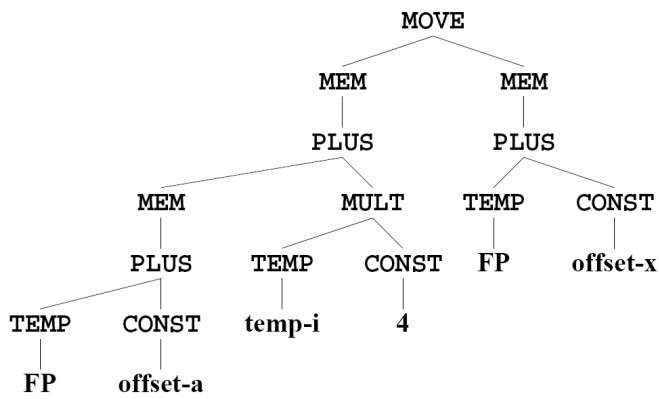 MOVE
MEM MEM
PLUS PLUS
MEM MULT TEMP CONST
PLUS TEMP CONST FP offset-x
TEMP CONST temp-i 4
FP offset-a